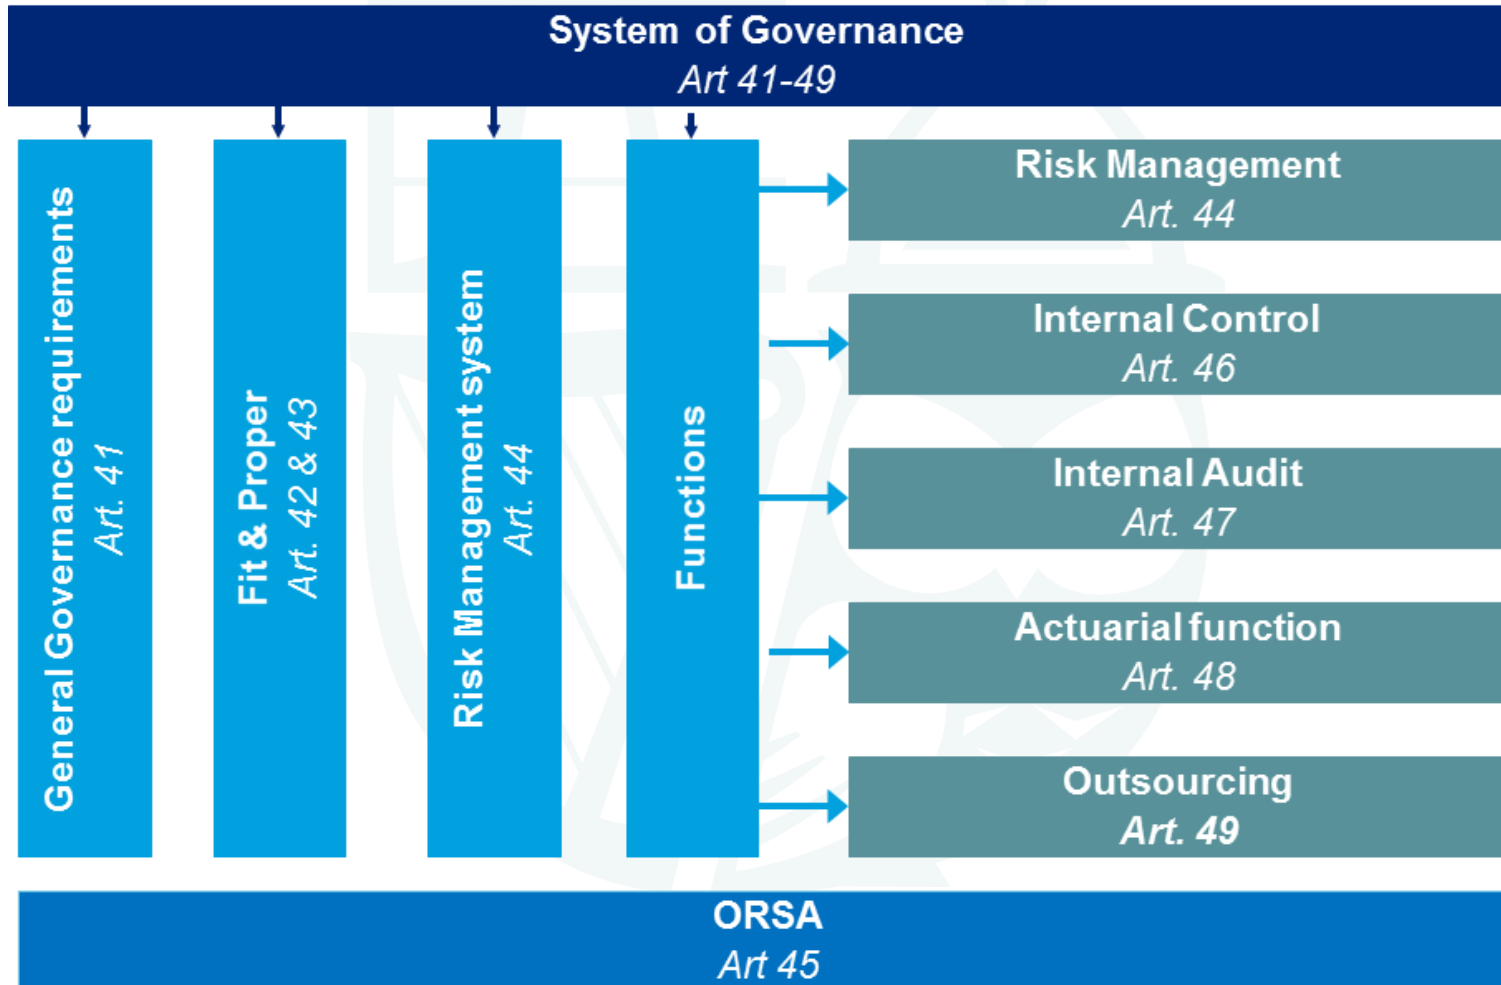 System of Governance
Art 41-49
General Governance requirements
Art. 41
Fit & Proper
Art. 42 & 43
Risk Management system
Art. 44
Functions
Risk Management
Art. 44
Internal Control
Art. 46
Internal Audit
Art. 47
Actuarial function
Art. 48
Outsourcing
Art. 49
ORSA
Art 45